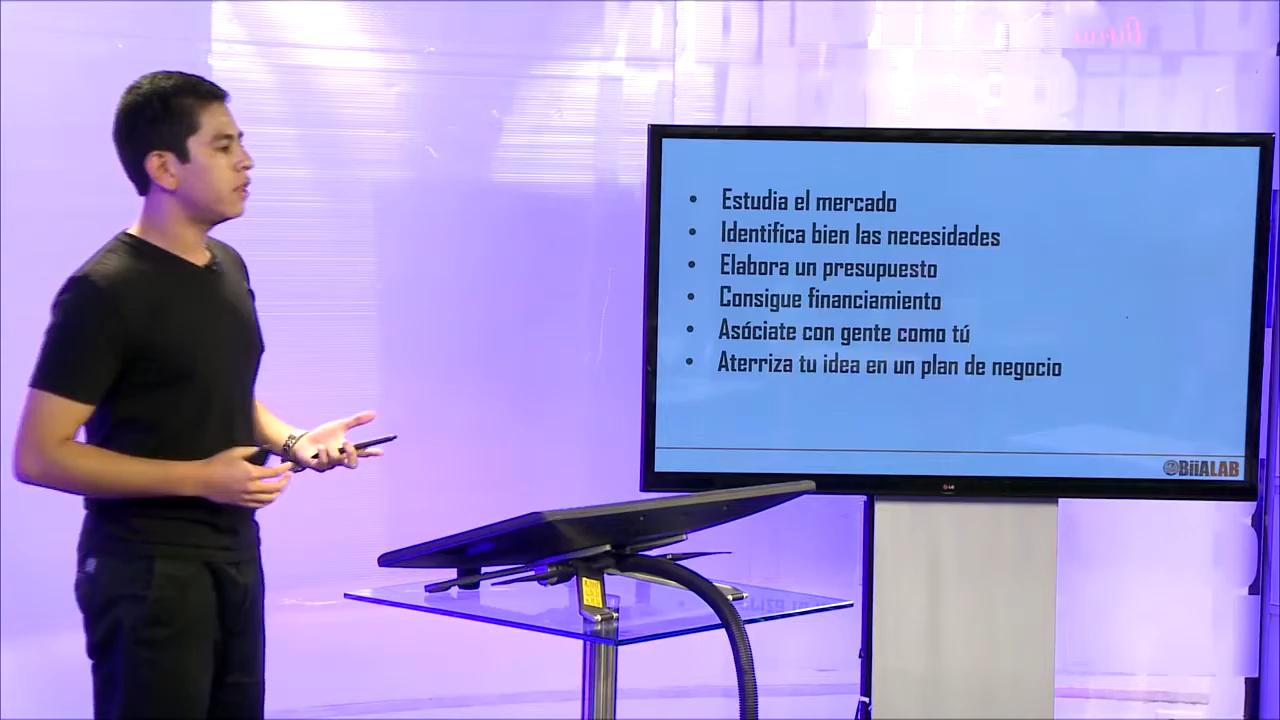 • Estudia el mercado
• Identifica bien las necesidades
• Elabora un presupuesto
• Consigue financiamiento
• Asóciate con gente como tú
• Aterriza tu idea en un plan de negocio
BiiALAB
LG